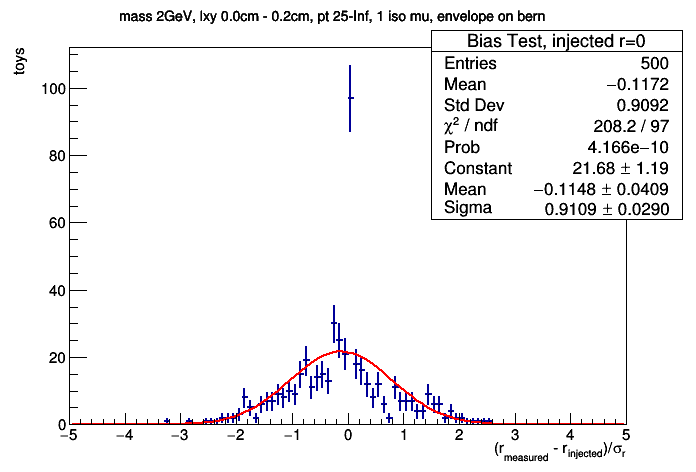 mass 2GeV, lxy 0.0cm - 0.2cm, pt 25-Inf, 1 iso mu, envelope on bern
toys
Bias Test, injected r=0
Entries 500
Mean −0.1172
Std Dev 0.9092
χ² / ndf 208.2 / 97
Prob 4.166e−10
Constant 21.68 ± 1.19
Mean −0.1148 ± 0.0409
Sigma 0.9109 ± 0.0290
100
80
60
40
20
0
−5 −4 −3 −2 −1 0 1 2 3 4 5
(r_measured - r_injected)/σ_r